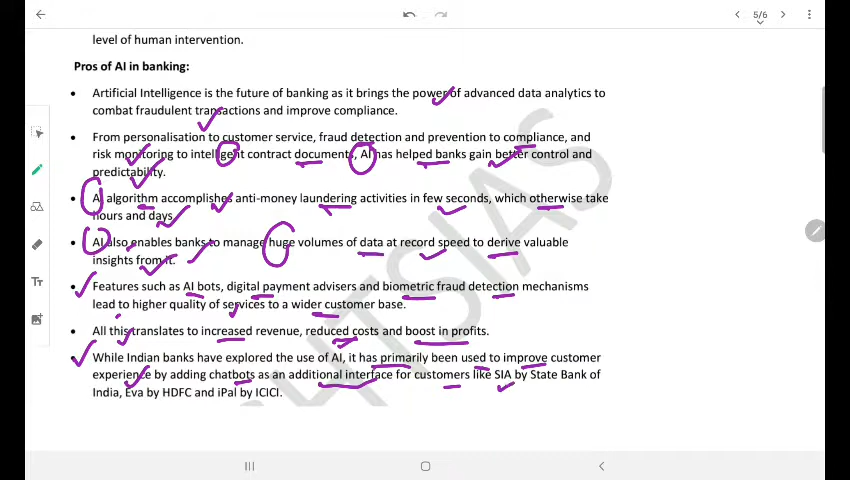 5/6
level of human intervention.
Pros of AI in banking:
• Artificial Intelligence is the future of banking as it brings the power of advanced data analytics to
combat fraudulent transactions and improve compliance.
• From personalisation to customer service, fraud detection and prevention to compliance, and
risk monitoring to intelligent contract documents, AI has helped banks gain better control and
predictability.
• AI algorithm accomplishes anti-money laundering activities in few seconds, which otherwise take
hours and days.
• AI also enables banks to manage huge volumes of data at record speed to derive valuable
insights from it.
• Features such as AI bots, digital payment advisers and biometric fraud detection mechanisms
lead to higher quality of services to a wider customer base.
• All this translates to increased revenue, reduced costs and boost in profits.
• While Indian banks have explored the use of AI, it has primarily been used to improve customer
experience by adding chatbots as an additional interface for customers like SIA by State Bank of
India, Eva by HDFC and iPal by ICICI.
Tт